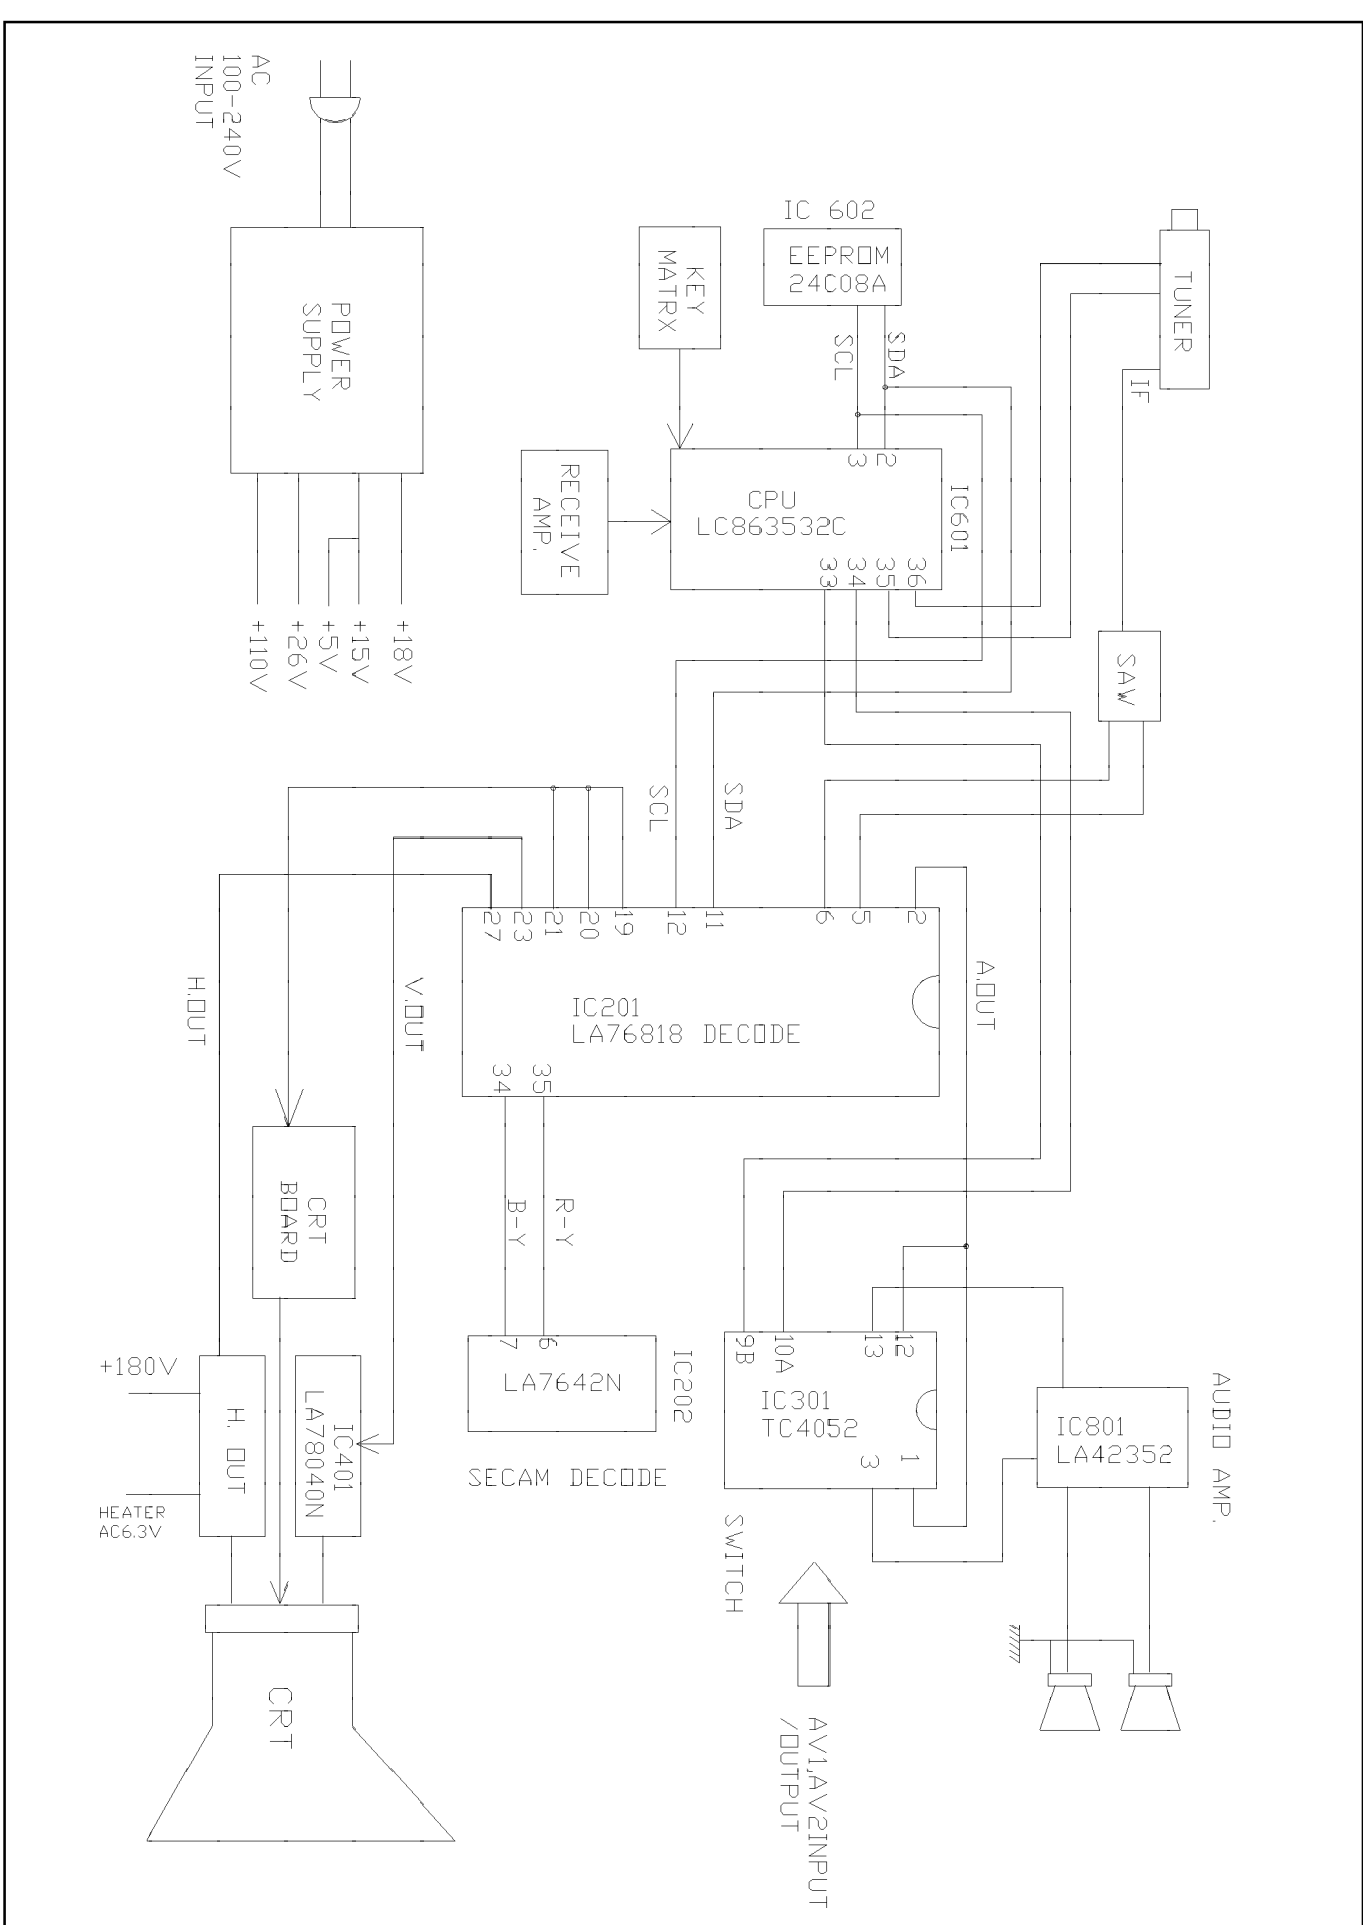 AC
100-240V
INPUT
POWER
SUPPLY
+110V
+26V
+5V
+15V
+18V
KEY
MATRX
IC 602
EEPROM
24C08A
SCL
SDA
TUNER
IF
RECEIVE
AMP.
3
2
CPU
LC863532C
IC601
33
34
35
36
SAW
SCL
SDA
27
23
21
20
19
12
11
6
5
2
IC201
LA76818 DECODE
34
35
H.OUT
V.OUT
A.OUT
CRT
BOARD
B-Y
R-Y
7
6
LA7642N
IC202
SECAM DECODE
9B
10A
13
12
IC301
TC4052
3
1
SWITCH
IC801
LA42352
AUDIO AMP.
+180V
HEATER
AC6.3V
H. OUT
IC401
LA78040N
CRT
AV1,AV2INPUT
/OUTPUT